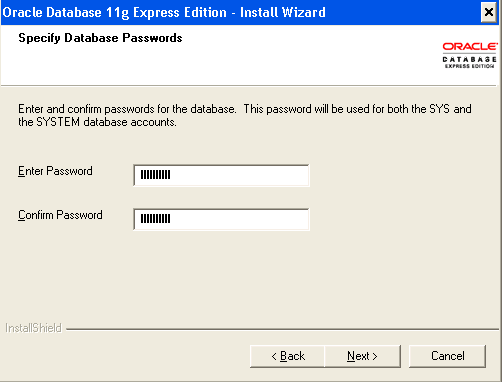 Oracle Database 11g Express Edition - Install Wizard
Specify Database Passwords
ORACLE
DATABASE
EXPRESS EDITION
Enter and confirm passwords for the database.  This password will be used for both the SYS and
the SYSTEM database accounts.
Enter Password
Confirm Password
InstallShield
< Back
Next >
Cancel